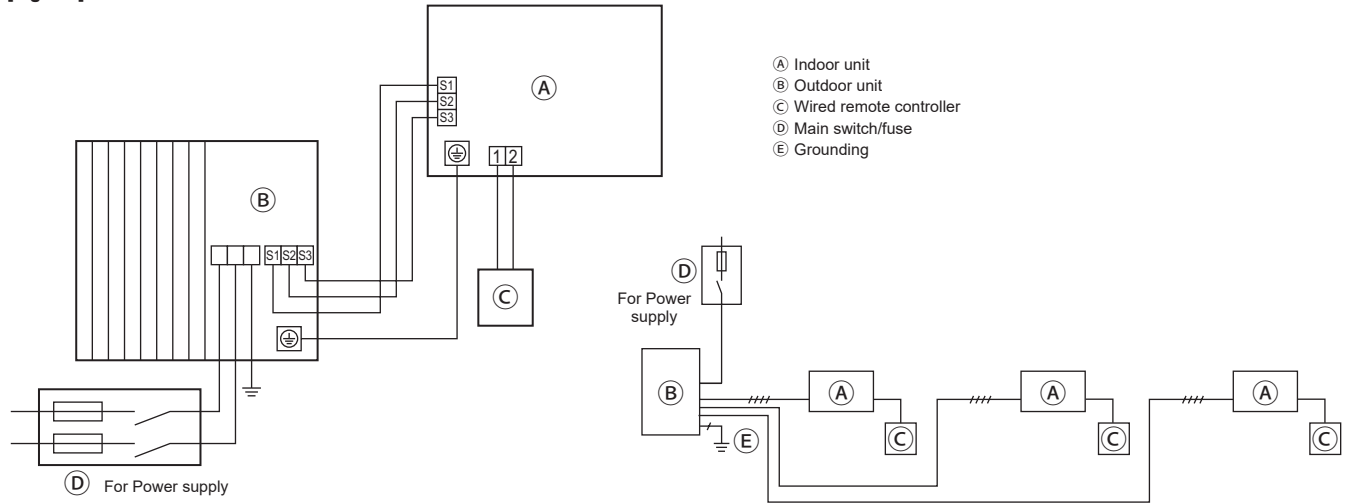 S1
S2
S3
Ⓐ
1 2
Ⓐ Indoor unit
Ⓑ Outdoor unit
Ⓒ Wired remote controller
Ⓓ Main switch/fuse
Ⓔ Grounding
Ⓑ
S1 S2 S3
Ⓒ
Ⓓ For Power supply
Ⓓ
For Power
supply
Ⓑ
Ⓔ
Ⓐ
Ⓒ
Ⓐ
Ⓒ
Ⓐ
Ⓒ